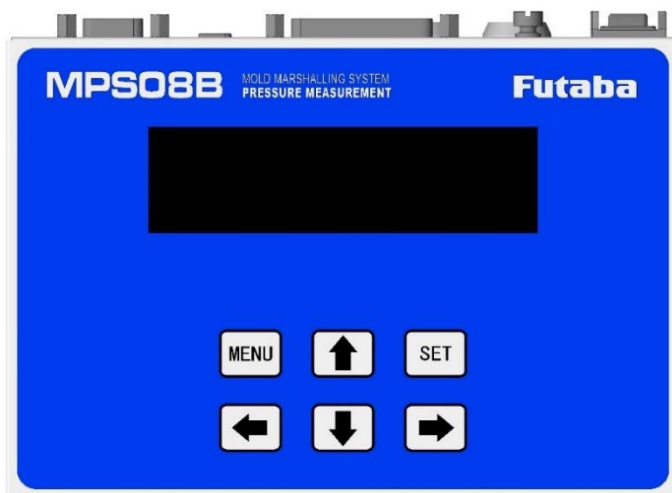 MPS08B
MOLD MARSHALLING SYSTEM
PRESSURE MEASUREMENT
Futaba
MENU
SET